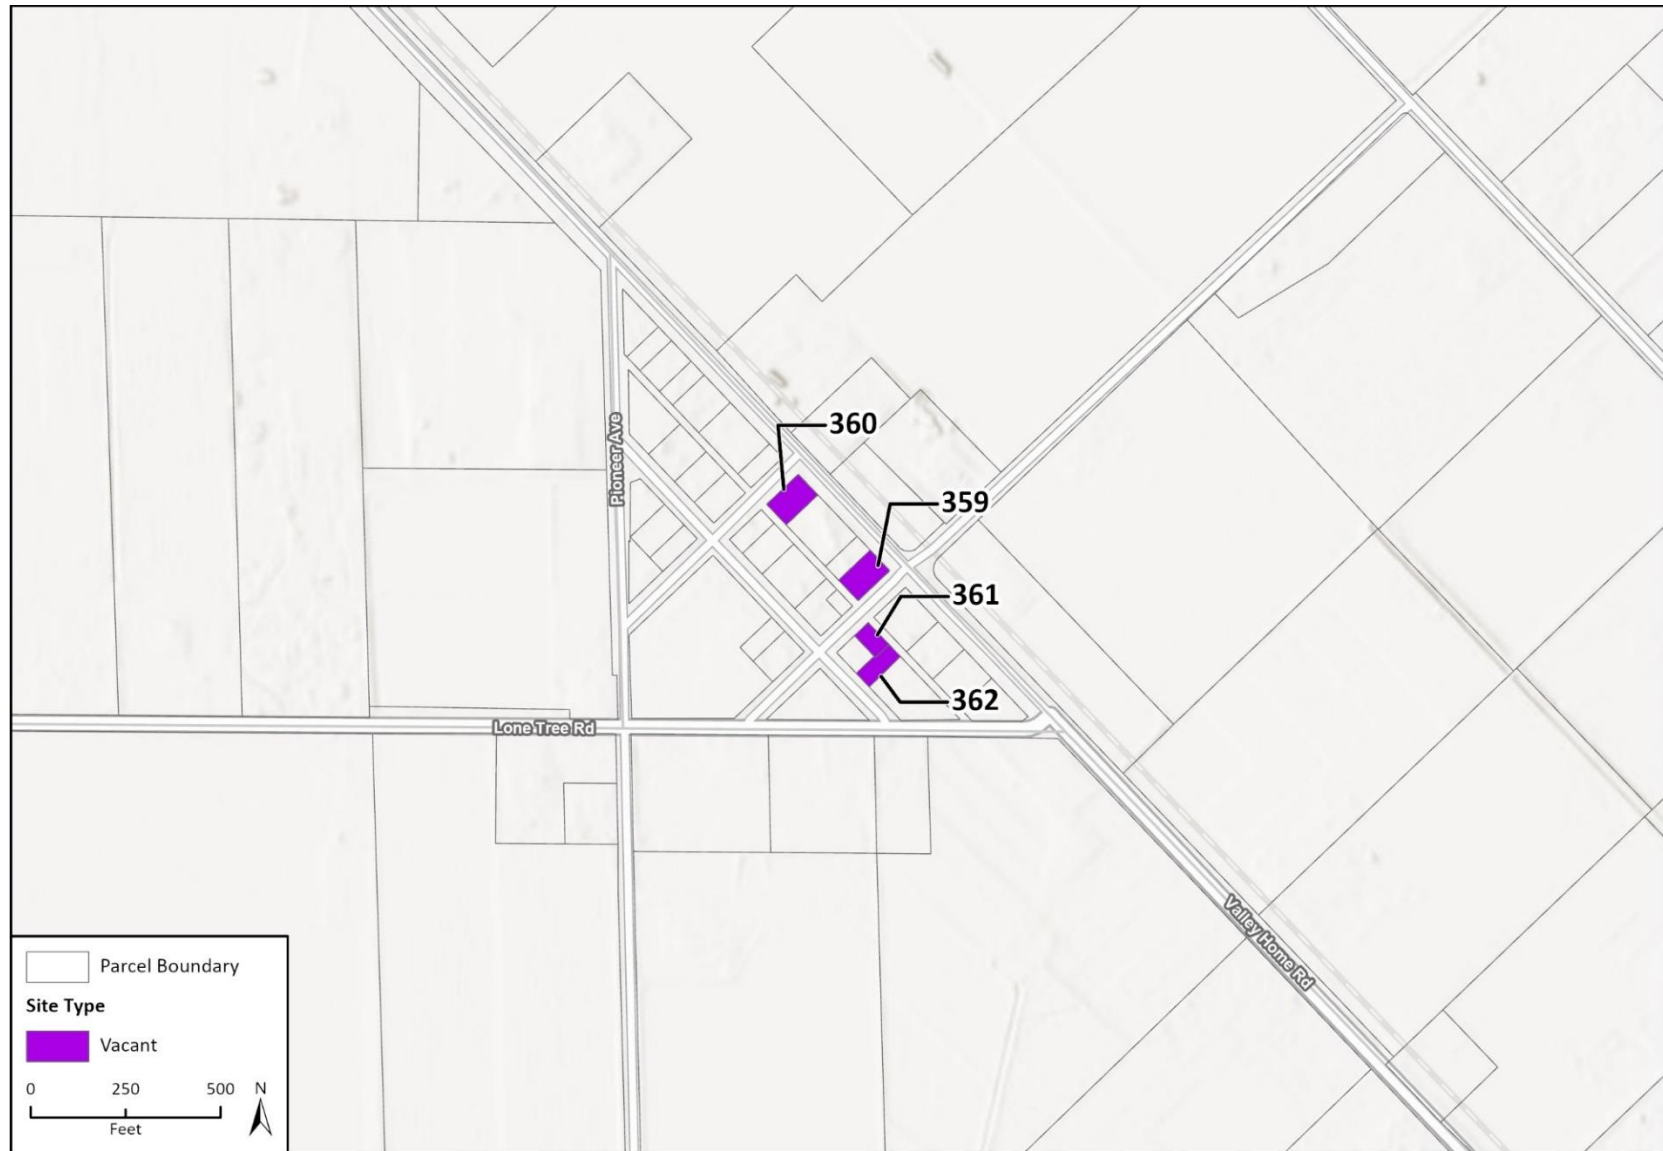 360
Pioneer Ave
359
361
362
Lone Tree Rd
Valley Home Rd
Parcel Boundary
Site Type
Vacant
0 250 500 N
Feet